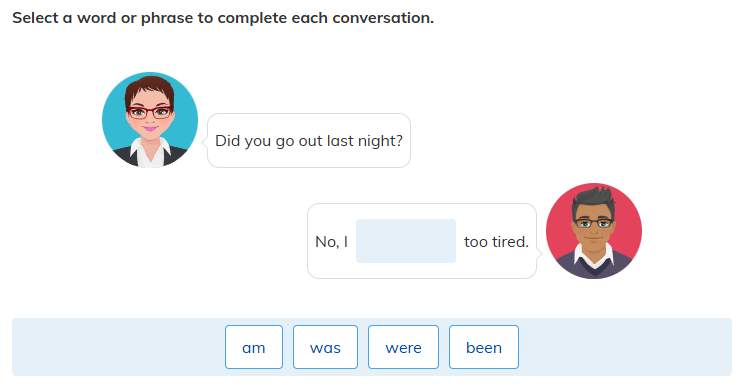 Select a word or phrase to complete each conversation.
Did you go out last night?
No, I too tired.
am was were been